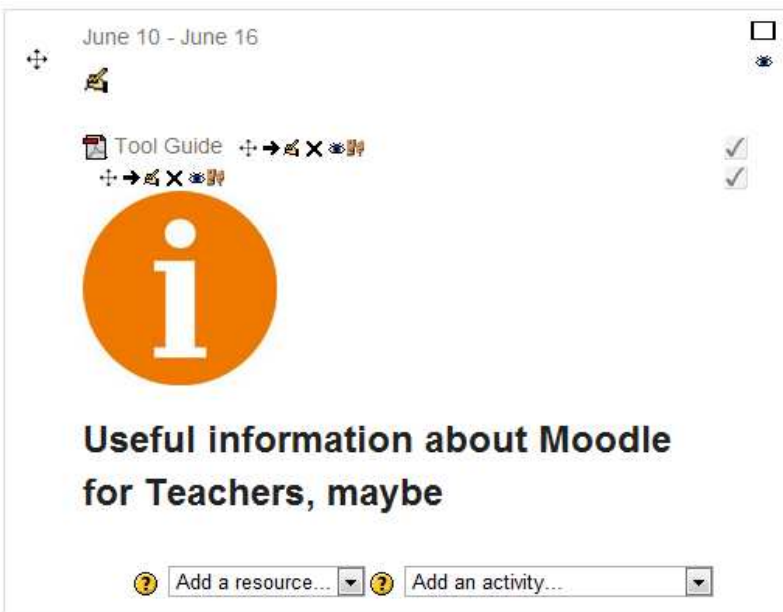 June 10 - June 16
Tool Guide
i
Useful information about Moodle
for Teachers, maybe
Add a resource... Add an activity...